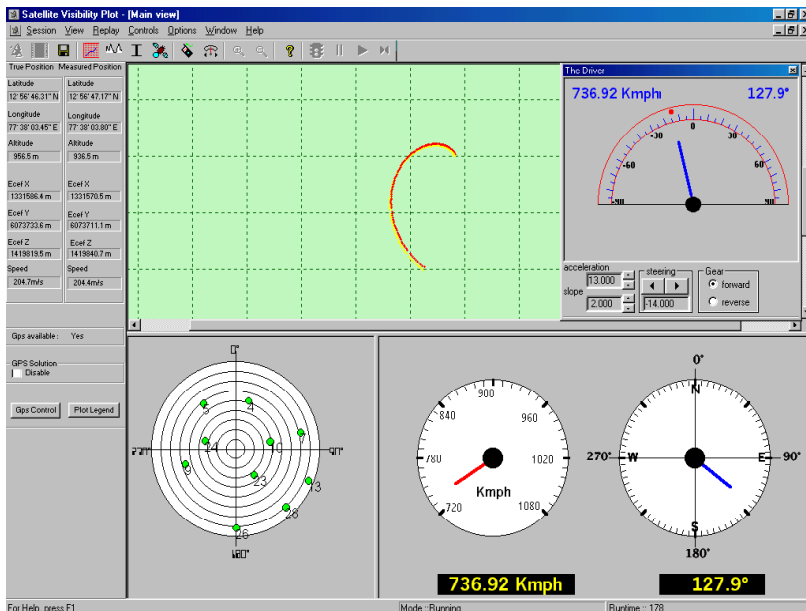 Satellite Visibility Plot - [Main view]
Session View Replay Controls Options Window Help
True Position Measured Position
Latitude Latitude
12° 56' 46.31" N 12° 56' 47.17" N
Longitude Longitude
77° 38' 03.45" E 77° 38' 03.80" E
Altitude Altitude
956.5 m 936.5 m
Ecef X Ecef X
1331586.4 m 1331570.5 m
Ecef Y Ecef Y
6073733.6 m 6073711.1 m
Ecef Z Ecef Z
1419819.5 m 1419840.7 m
Speed Speed
204.7m/s 204.4m/s
Gps available : Yes
GPS Solution
Disable
Gps Control Plot Legend
The Driver
736.92 Kmph 127.9°
-90 -60 -30 0 30 60 90
acceleration
13.000
slope
2.000
steering
-14.000
Gear
forward
reverse
0°
270° 90°
180°
5 4 7 24 10 9 23 13 28 26
720 780 840 900 960 1020 1080
Kmph
736.92 Kmph
0°
N
270° W E 90°
S
180°
127.9°
For Help, press F1 Mode ::Running Runtime :: 178